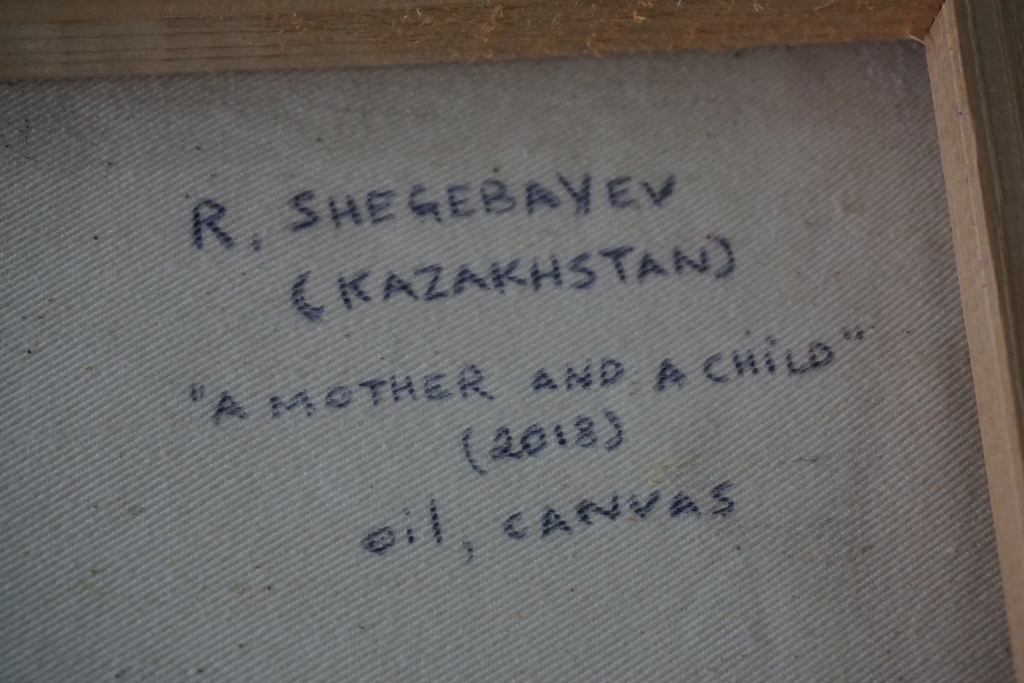 R. SHEGEBAYEV
(KAZAKHSTAN)
"A MOTHER AND A CHiLD"
(2018)
oil, CANVAS